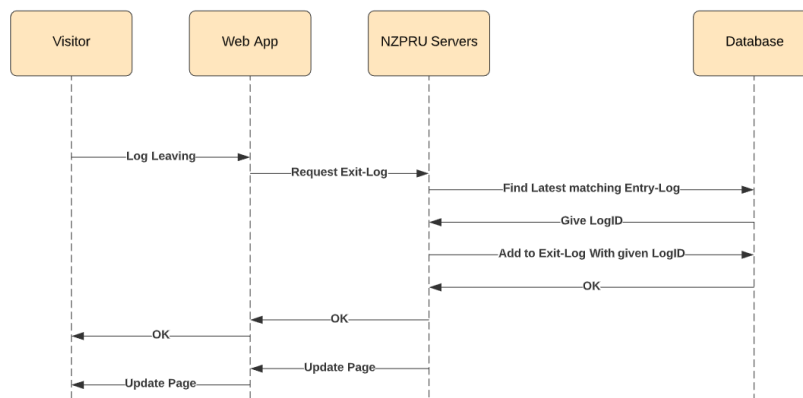 Visitor
Web App
NZPRU Servers
Database
Log Leaving
Request Exit-Log
Find Latest matching Entry-Log
Give LogID
Add to Exit-Log With given LogID
OK
OK
OK
Update Page
Update Page